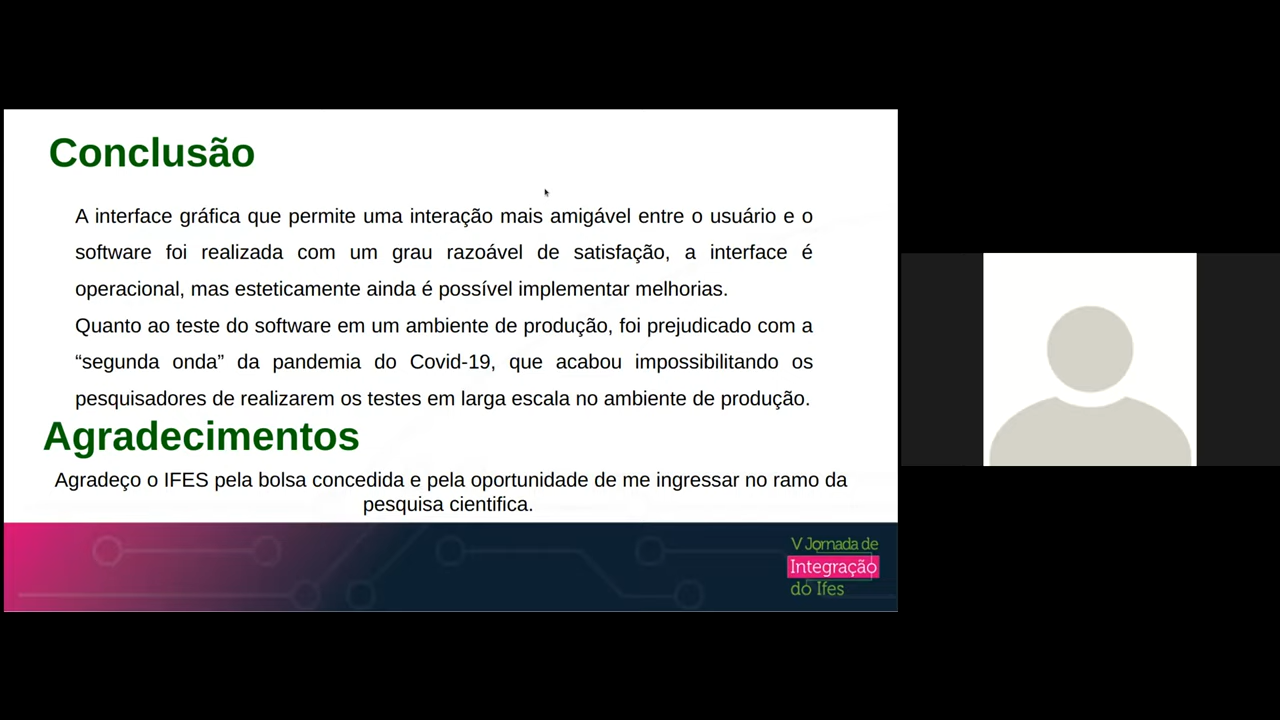 Conclusão
A interface gráfica que permite uma interação mais amigável entre o usuário e o
software foi realizada com um grau razoável de satisfação, a interface é
operacional, mas esteticamente ainda é possível implementar melhorias.
Quanto ao teste do software em um ambiente de produção, foi prejudicado com a
“segunda onda” da pandemia do Covid-19, que acabou impossibilitando os
pesquisadores de realizarem os testes em larga escala no ambiente de produção.
Agradecimentos
Agradeço o IFES pela bolsa concedida e pela oportunidade de me ingressar no ramo da
pesquisa cientifica.
V Jornada de
Integração
do Ifes